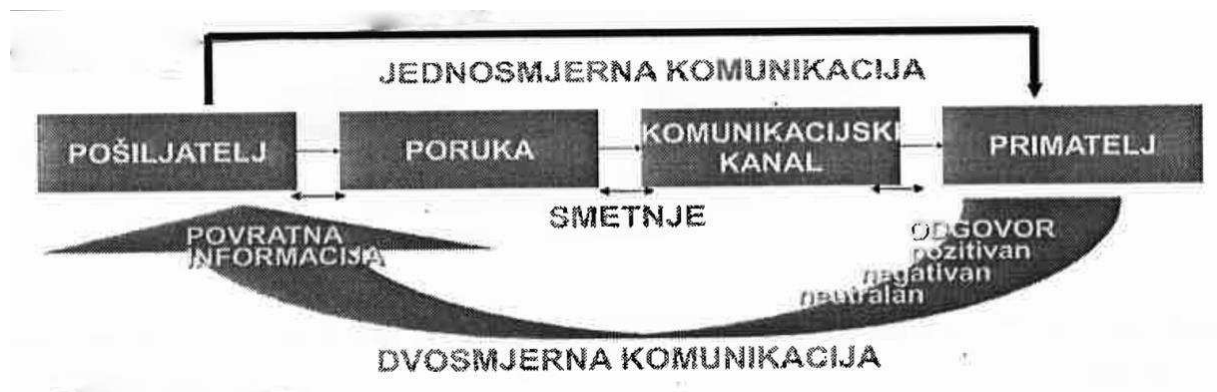 JEDNOSMJERNA KOMUNIKACIJA
POŠILJATELJ
PORUKA
KOMUNIKACIJSKI
KANAL
PRIMATELJ
SMETNJE
POVRATNA
INFORMACIJA
ODGOVOR
pozitivan
negativan
neutralan
DVOSMJERNA KOMUNIKACIJA